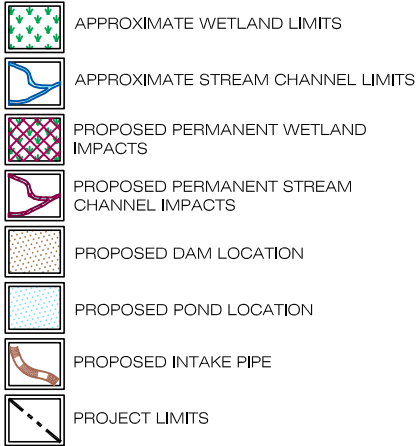 APPROXIMATE WETLAND LIMITS
APPROXIMATE STREAM CHANNEL LIMITS
PROPOSED PERMANENT WETLAND
IMPACTS
PROPOSED PERMANENT STREAM
CHANNEL IMPACTS
PROPOSED DAM LOCATION
PROPOSED POND LOCATION
PROPOSED INTAKE PIPE
PROJECT LIMITS